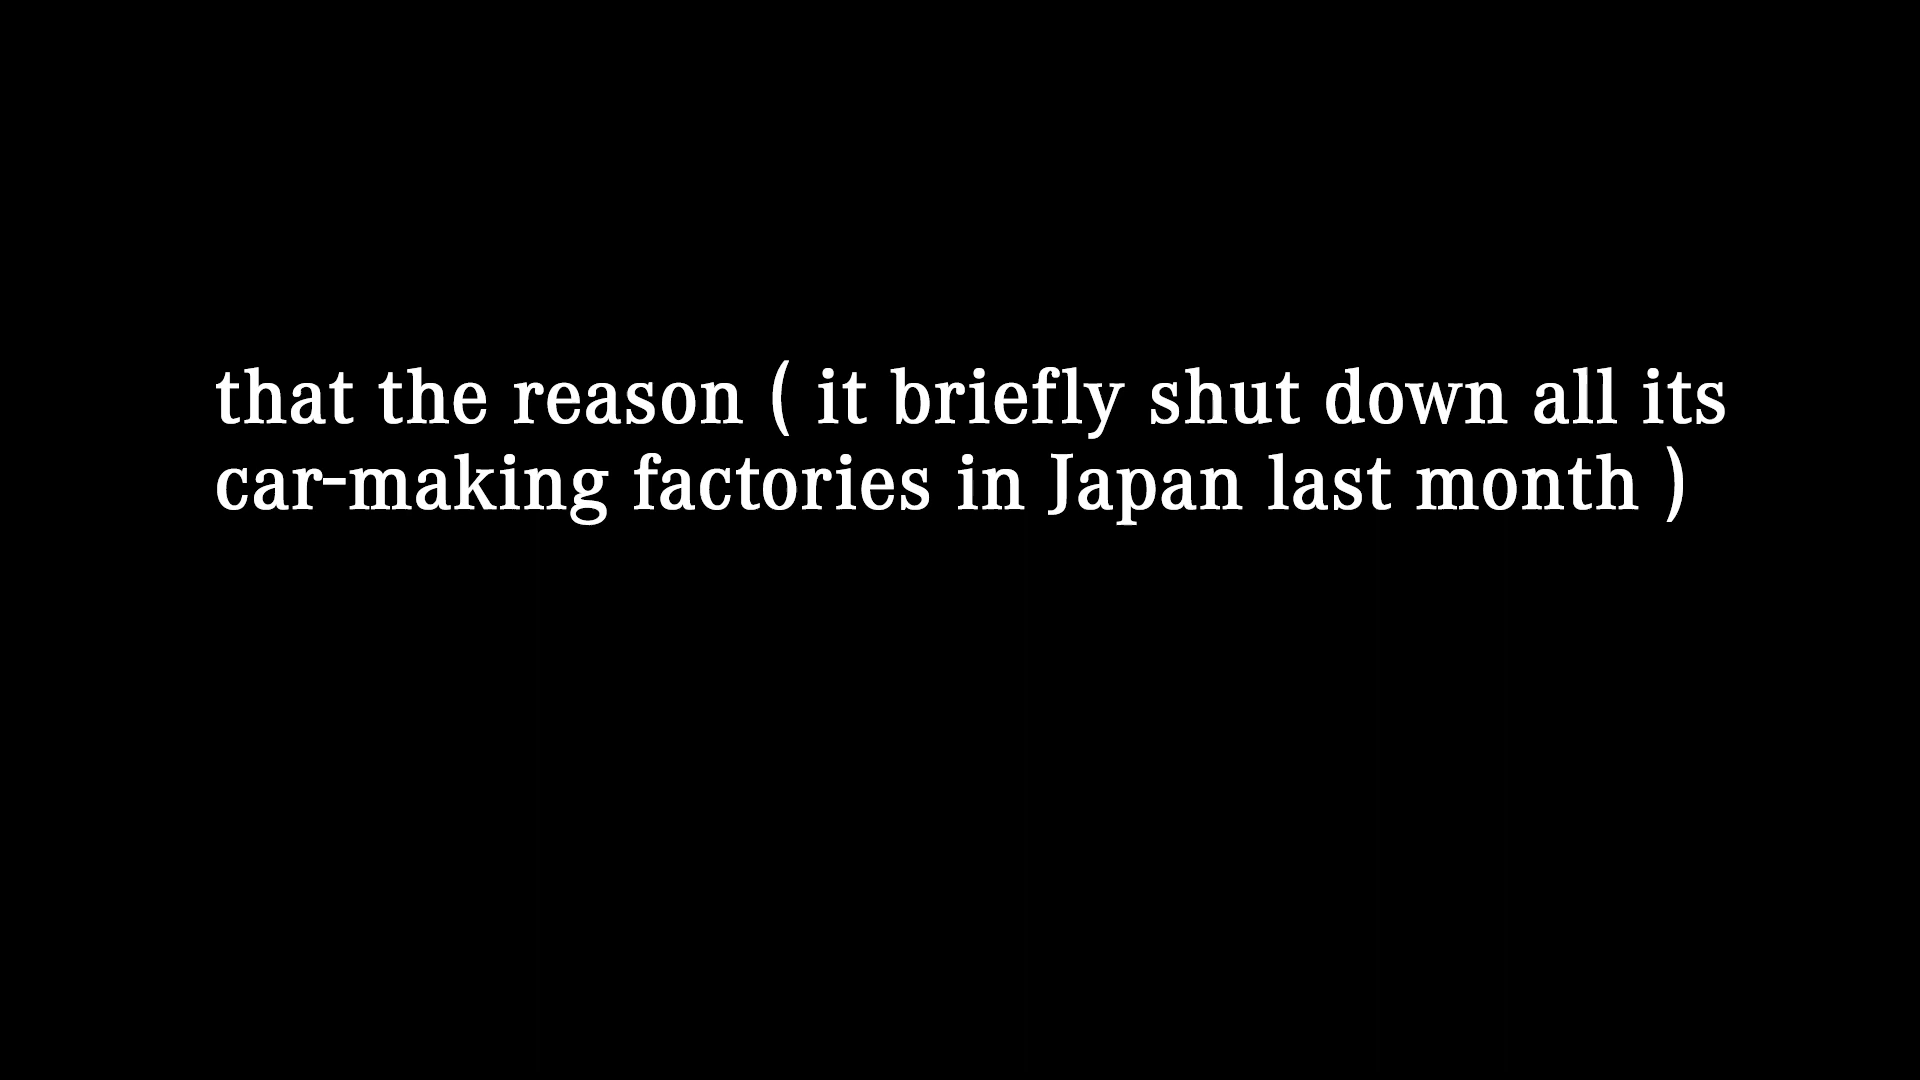 that the reason ( it briefly shut down all its
car-making factories in Japan last month )